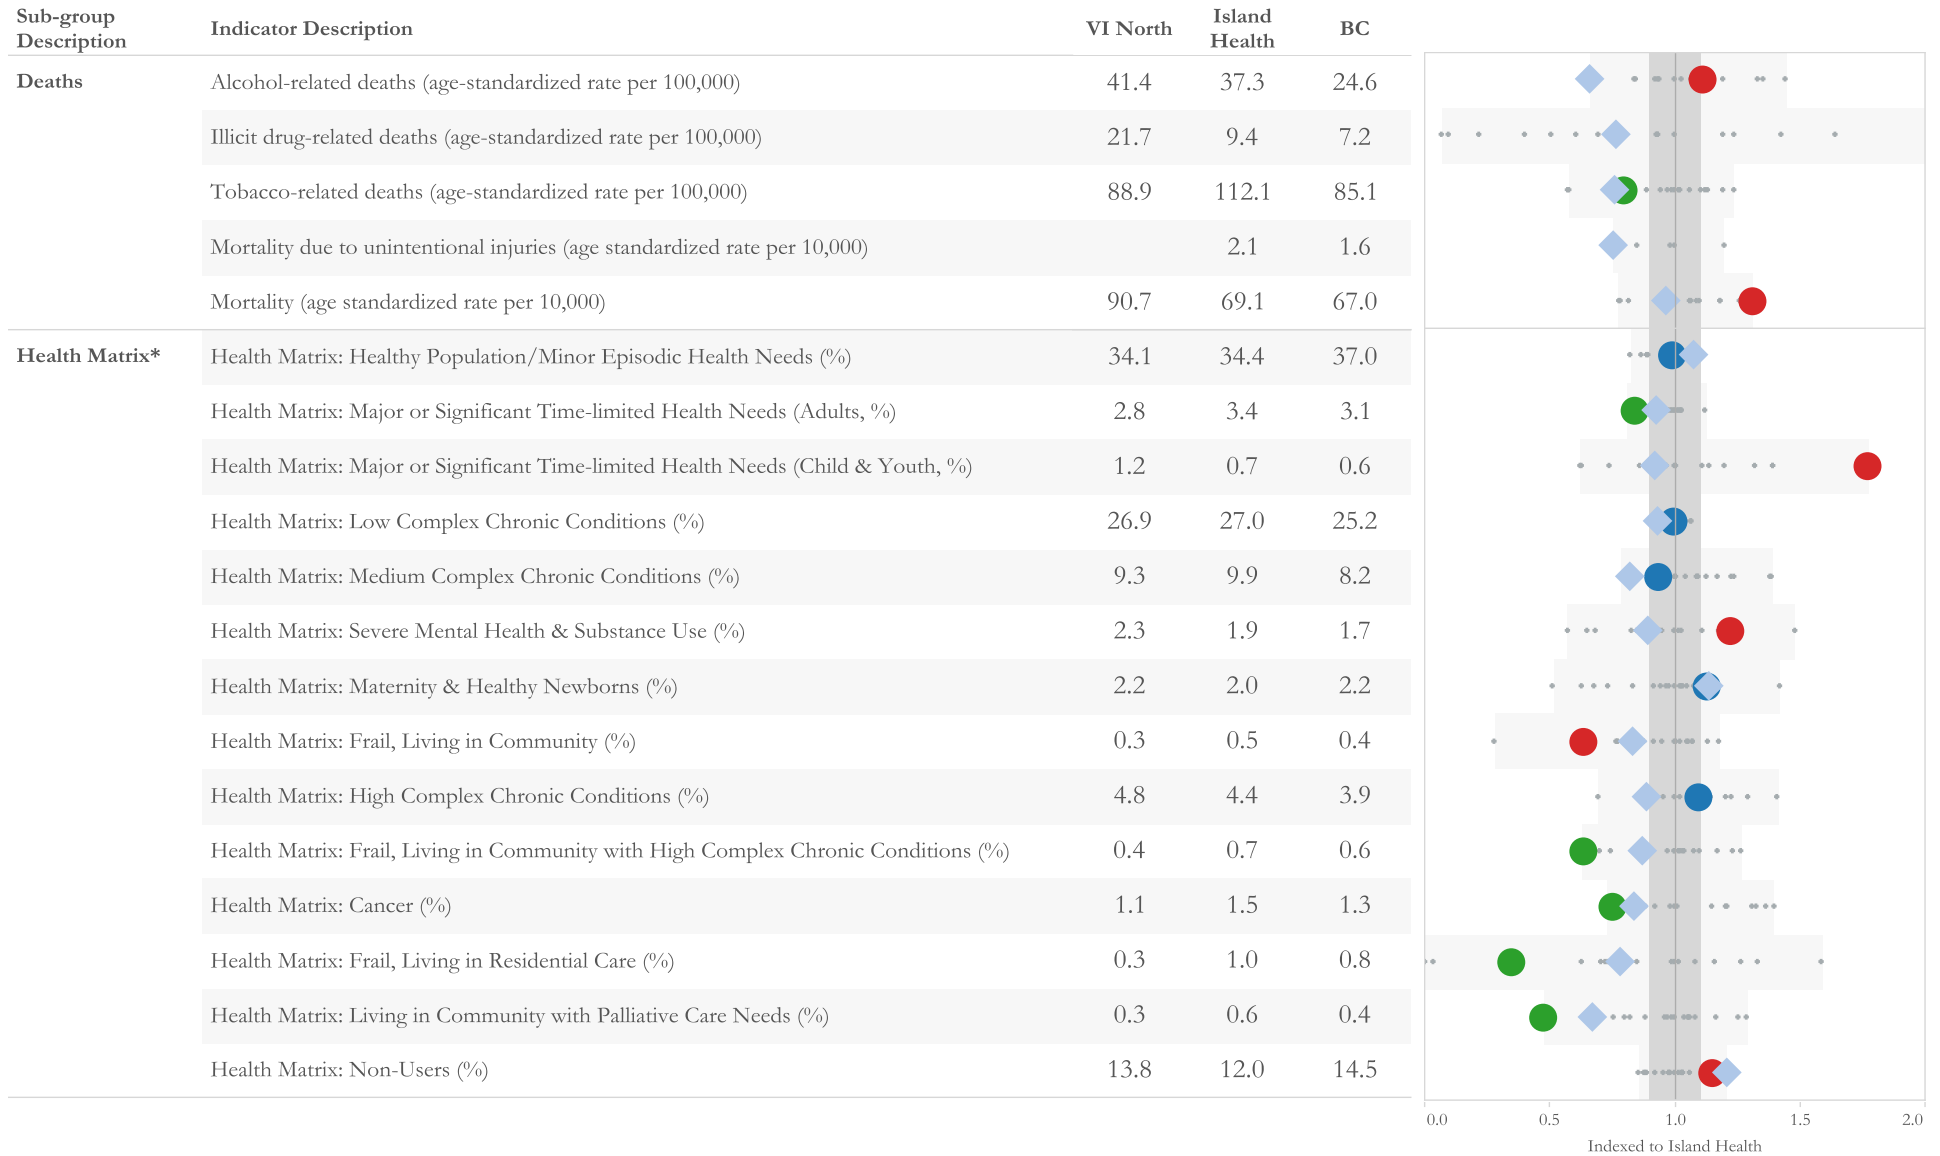 Sub-group Description Indicator Description VI North Island Health BC
Deaths Alcohol-related deaths (age-standardized rate per 100,000) 41.4 37.3 24.6
Illicit drug-related deaths (age-standardized rate per 100,000) 21.7 9.4 7.2
Tobacco-related deaths (age-standardized rate per 100,000) 88.9 112.1 85.1
Mortality due to unintentional injuries (age standardized rate per 10,000) 2.1 1.6
Mortality (age standardized rate per 10,000) 90.7 69.1 67.0
Health Matrix* Health Matrix: Healthy Population/Minor Episodic Health Needs (%) 34.1 34.4 37.0
Health Matrix: Major or Significant Time-limited Health Needs (Adults, %) 2.8 3.4 3.1
Health Matrix: Major or Significant Time-limited Health Needs (Child & Youth, %) 1.2 0.7 0.6
Health Matrix: Low Complex Chronic Conditions (%) 26.9 27.0 25.2
Health Matrix: Medium Complex Chronic Conditions (%) 9.3 9.9 8.2
Health Matrix: Severe Mental Health & Substance Use (%) 2.3 1.9 1.7
Health Matrix: Maternity & Healthy Newborns (%) 2.2 2.0 2.2
Health Matrix: Frail, Living in Community (%) 0.3 0.5 0.4
Health Matrix: High Complex Chronic Conditions (%) 4.8 4.4 3.9
Health Matrix: Frail, Living in Community with High Complex Chronic Conditions (%) 0.4 0.7 0.6
Health Matrix: Cancer (%) 1.1 1.5 1.3
Health Matrix: Frail, Living in Residential Care (%) 0.3 1.0 0.8
Health Matrix: Living in Community with Palliative Care Needs (%) 0.3 0.6 0.4
Health Matrix: Non-Users (%) 13.8 12.0 14.5
0.0 0.5 1.0 1.5 2.0
Indexed to Island Health